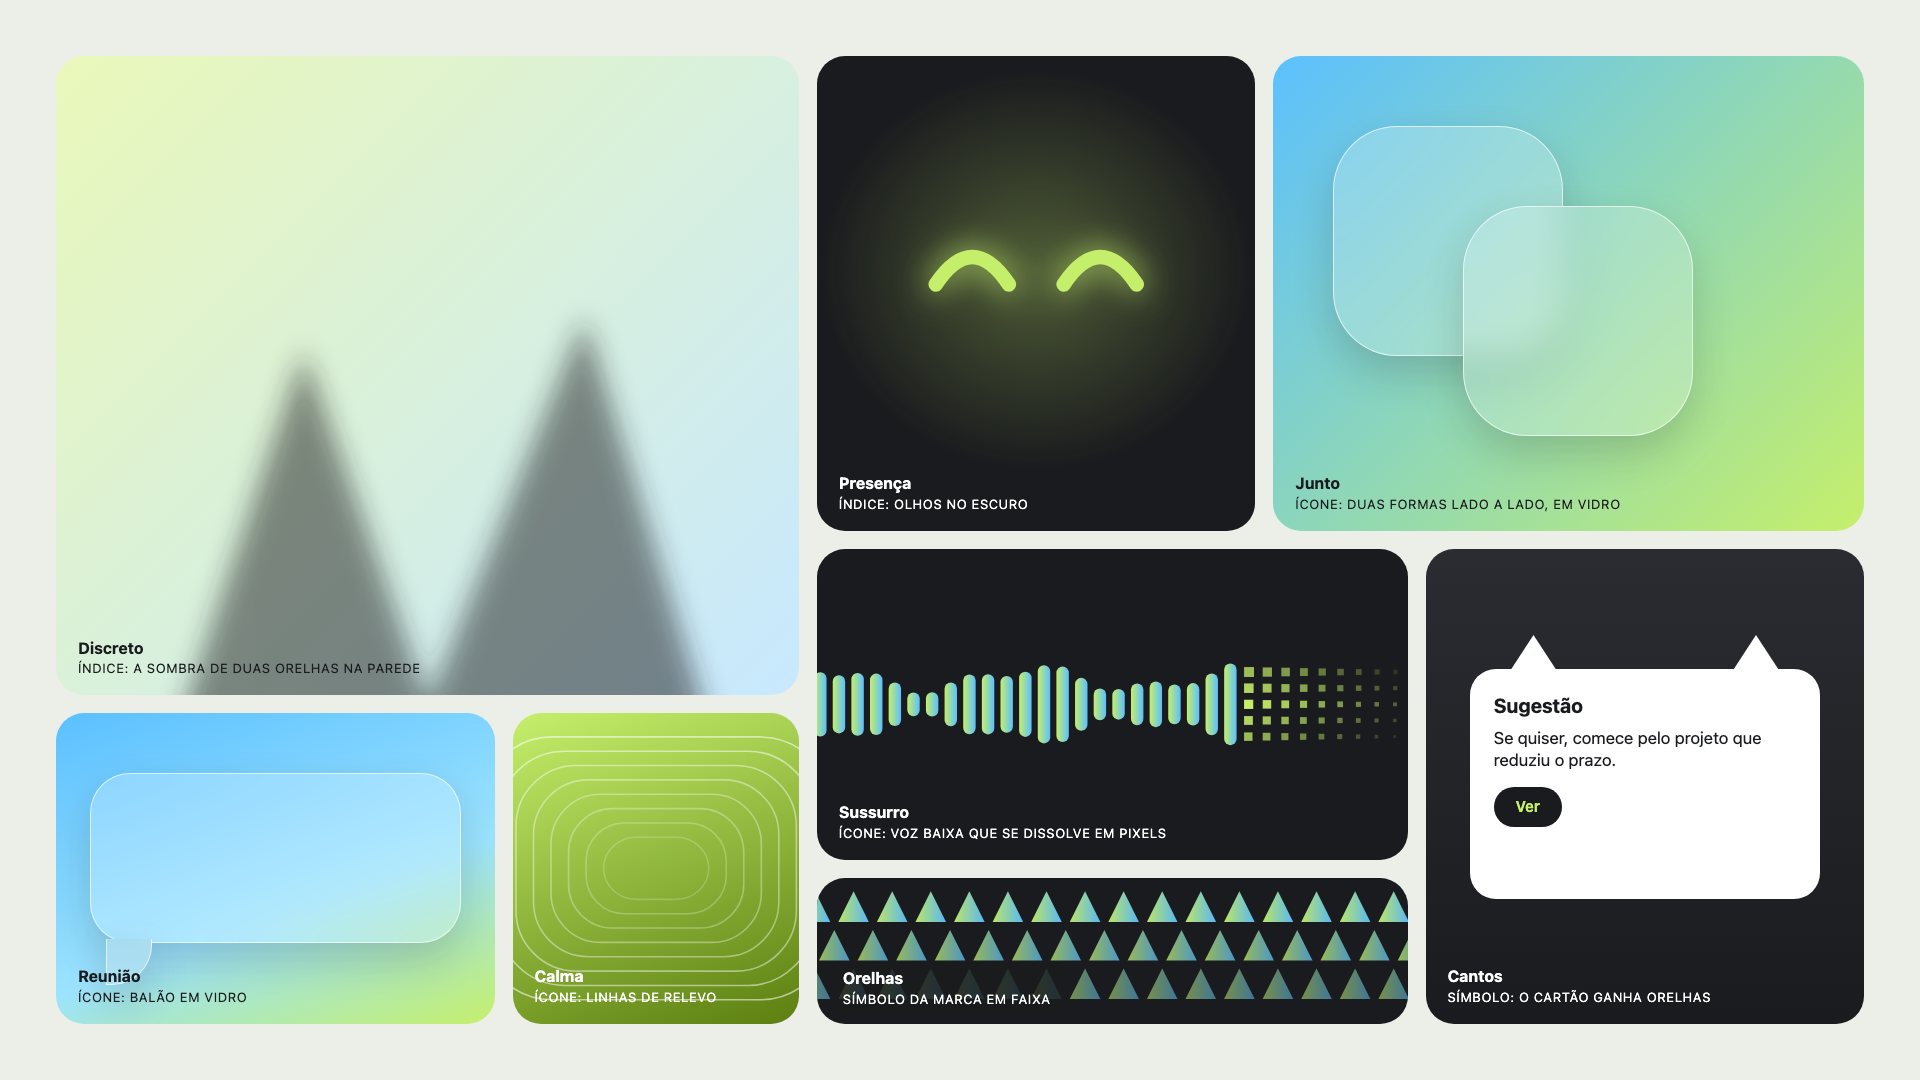 Discreto
ÍNDICE: A SOMBRA DE DUAS ORELHAS NA PAREDE
Presença
ÍNDICE: OLHOS NO ESCURO
Junto
ÍCONE: DUAS FORMAS LADO A LADO, EM VIDRO
Sussurro
ÍCONE: VOZ BAIXA QUE SE DISSOLVE EM PIXELS
Sugestão
Se quiser, comece pelo projeto que
reduziu o prazo.
Ver
Cantos
SÍMBOLO: O CARTÃO GANHA ORELHAS
Reunião
ÍCONE: BALÃO EM VIDRO
Calma
ÍCONE: LINHAS DE RELEVO
Orelhas
SÍMBOLO DA MARCA EM FAIXA